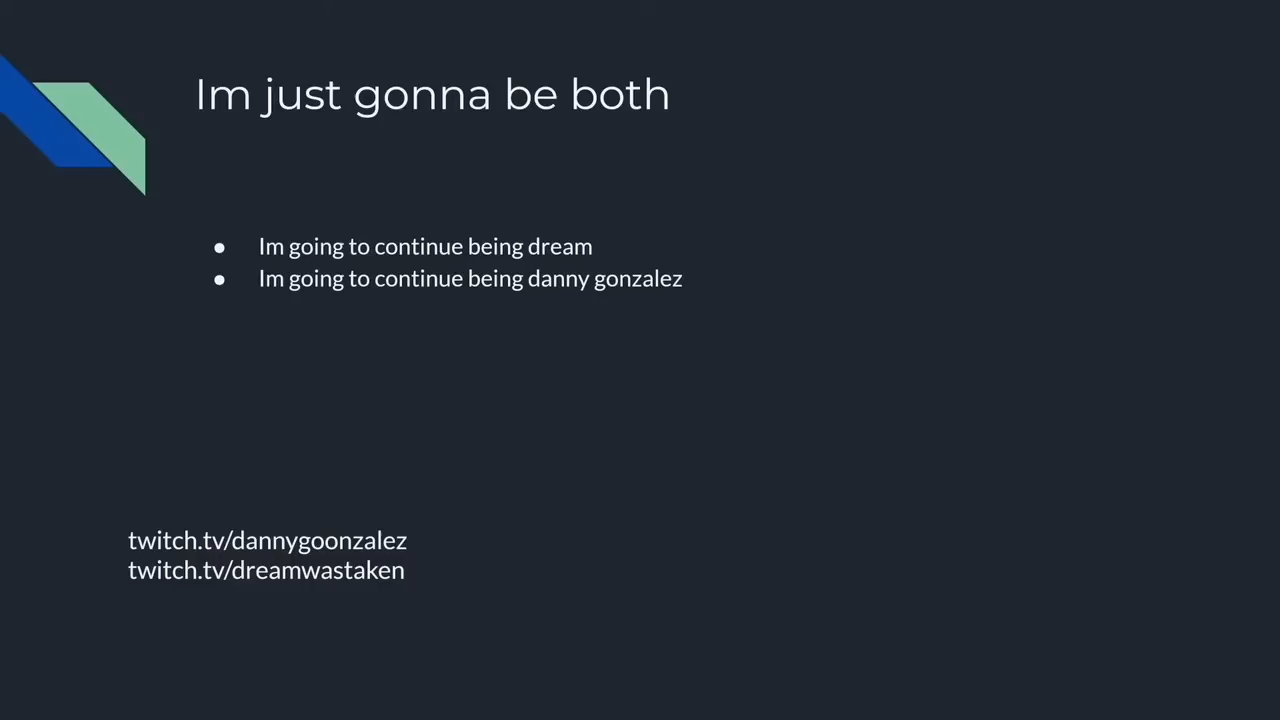 Im just gonna be both
● Im going to continue being dream
● Im going to continue being danny gonzalez
twitch.tv/dannygoonzalez
twitch.tv/dreamwastaken